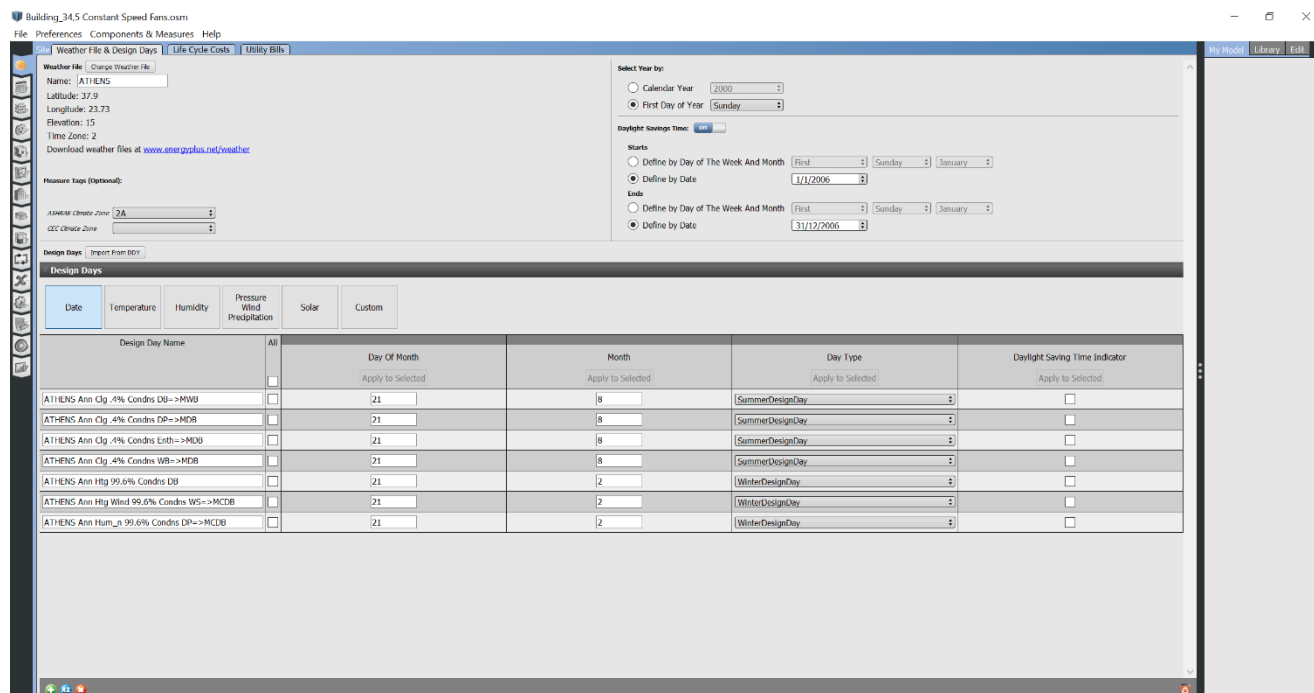 Building_34,5 Constant Speed Fans.osm
File Preferences Components & Measures Help
Site Weather File & Design Days Life Cycle Costs Utility Bills
My Model Library Edit
Weather File Change Weather File
Name: ATHENS
Latitude: 37.9
Longitude: 23.73
Elevation: 15
Time Zone: 2
Download weather files at www.energyplus.net/weather
Measure Tags (Optional):
ASHRAE Climate Zone 2A
CEC Climate Zone
Select Year by:
Calendar Year 2000
First Day of Year Sunday
Daylight Savings Time: on
Starts
Define by Day of The Week And Month First Sunday January
Define by Date 1/1/2006
Ends
Define by Day of The Week And Month First Sunday January
Define by Date 31/12/2006
Design Days Import From DDY
Design Days
Date Temperature Humidity Pressure Wind Precipitation Solar Custom
Design Day Name All Day Of Month Month Day Type Daylight Saving Time Indicator
Apply to Selected Apply to Selected Apply to Selected Apply to Selected
ATHENS Ann Clg .4% Condns DB=>MWB 21 8 SummerDesignDay
ATHENS Ann Clg .4% Condns DP=>MDB 21 8 SummerDesignDay
ATHENS Ann Clg .4% Condns Enth=>MDB 21 8 SummerDesignDay
ATHENS Ann Clg .4% Condns WB=>MDB 21 8 SummerDesignDay
ATHENS Ann Htg 99.6% Condns DB 21 2 WinterDesignDay
ATHENS Ann Htg Wind 99.6% Condns WS=>MCDB 21 2 WinterDesignDay
ATHENS Ann Hum_n 99.6% Condns DP=>MCDB 21 2 WinterDesignDay